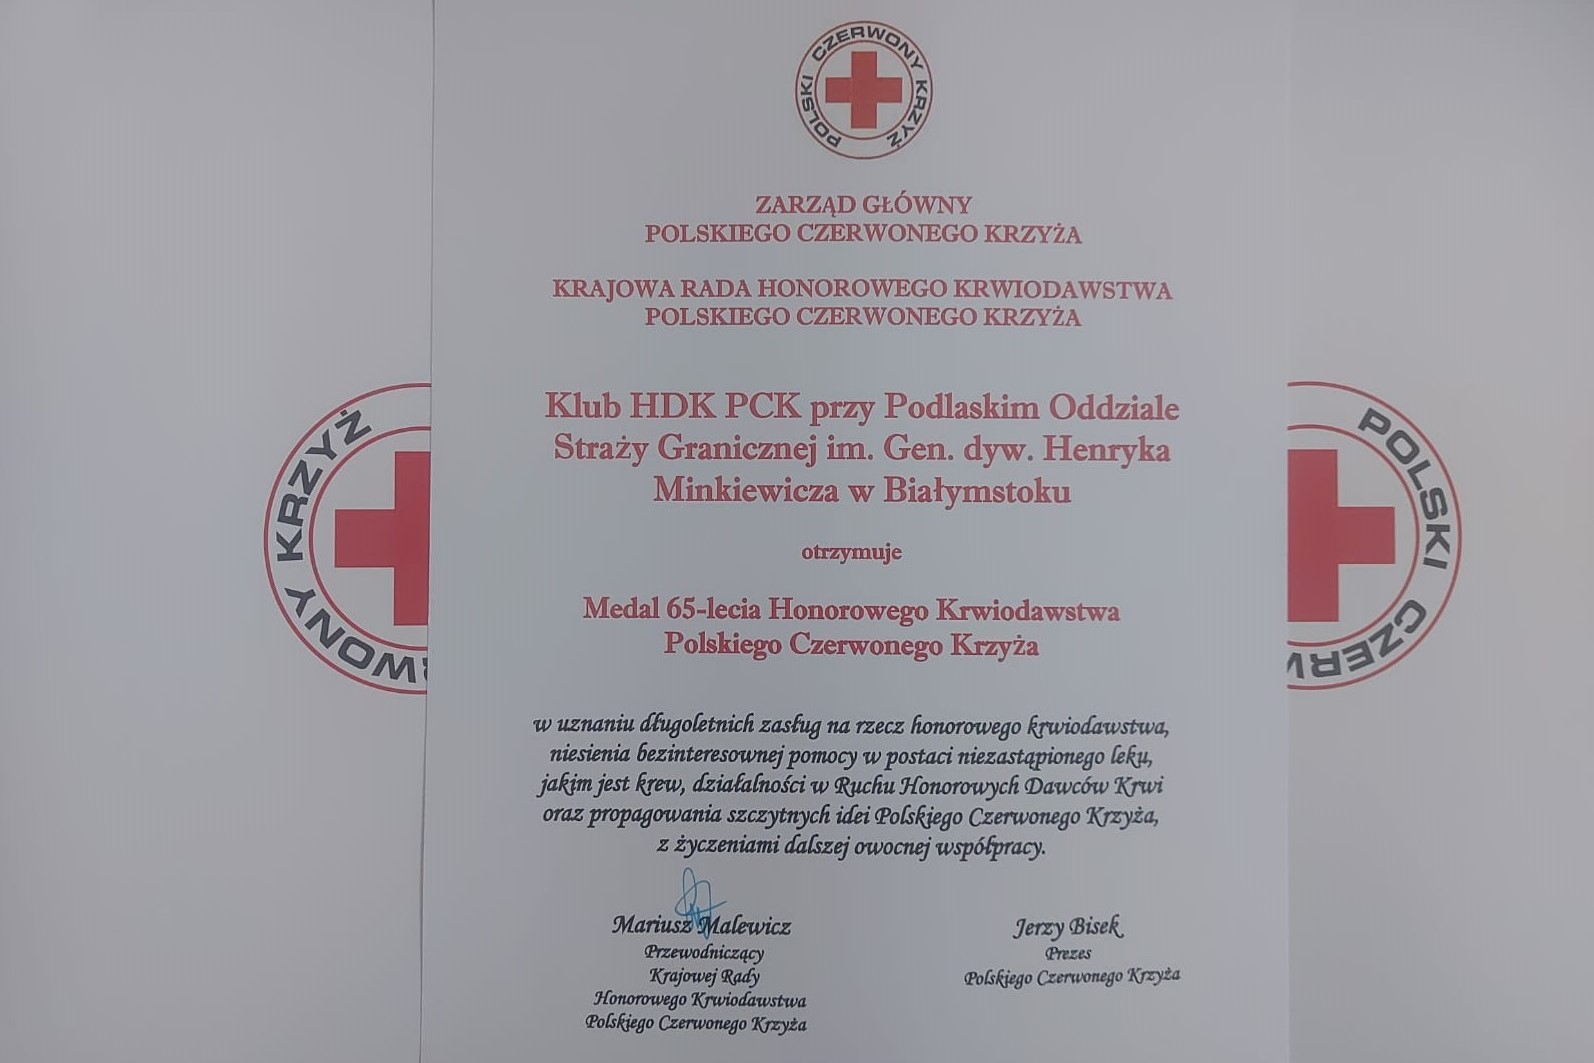 POLSKI CZERWONY KRZYŻ
ZARZĄD GŁÓWNY
POLSKIEGO CZERWONEGO KRZYŻA
KRAJOWA RADA HONOROWEGO KRWIODAWSTWA
POLSKIEGO CZERWONEGO KRZYŻA
Klub HDK PCK przy Podlaskim Oddziale
Straży Granicznej im. Gen. dyw. Henryka
Minkiewicza w Białymstoku
otrzymuje
Medal 65-lecia Honorowego Krwiodawstwa
Polskiego Czerwonego Krzyża
w uznaniu długoletnich zasług na rzecz honorowego krwiodawstwa,
niesienia bezinteresownej pomocy w postaci niezastąpionego leku,
jakim jest krew, działalności w Ruchu Honorowych Dawców Krwi
oraz propagowania szczytnych idei Polskiego Czerwonego Krzyża,
z życzeniami dalszej owocnej współpracy.
Mariusz Malewicz
Przewodniczący
Krajowej Rady
Honorowego Krwiodawstwa
Polskiego Czerwonego Krzyża
Jerzy Bisek
Prezes
Polskiego Czerwonego Krzyża
RWONY KRZYŻ
POLSKI CZERW